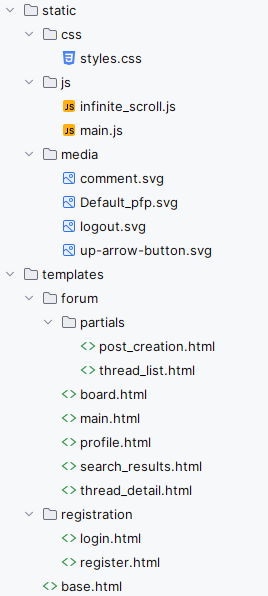 static
css
styles.css
js
infinite_scroll.js
main.js
media
comment.svg
Default_pfp.svg
logout.svg
up-arrow-button.svg
templates
forum
partials
post_creation.html
thread_list.html
board.html
main.html
profile.html
search_results.html
thread_detail.html
registration
login.html
register.html
base.html